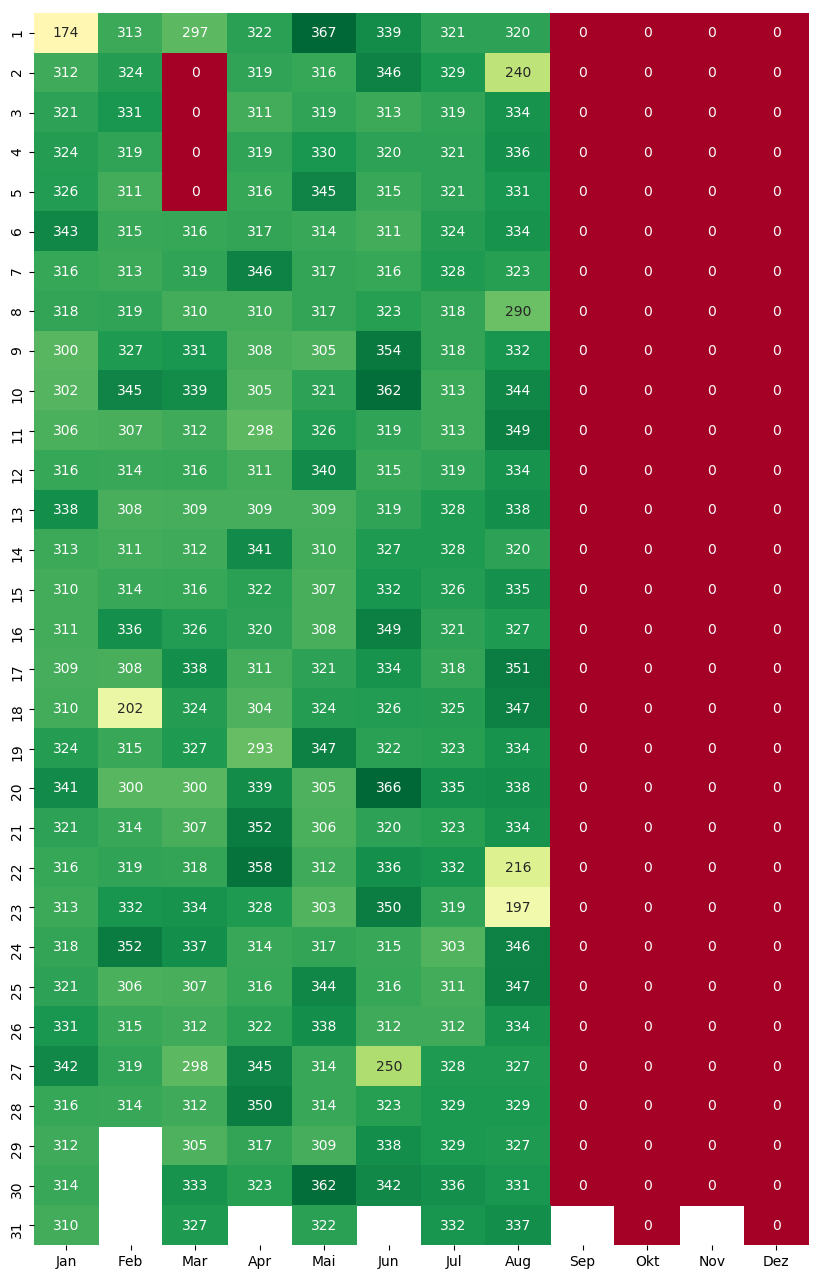 1 174 313 297 322 367 339 321 320 0 0 0 0
2 312 324 0 319 316 346 329 240 0 0 0 0
3 321 331 0 311 319 313 319 334 0 0 0 0
4 324 319 0 319 330 320 321 336 0 0 0 0
5 326 311 0 316 345 315 321 331 0 0 0 0
6 343 315 316 317 314 311 324 334 0 0 0 0
7 316 313 319 346 317 316 328 323 0 0 0 0
8 318 319 310 310 317 323 318 290 0 0 0 0
9 300 327 331 308 305 354 318 332 0 0 0 0
10 302 345 339 305 321 362 313 344 0 0 0 0
11 306 307 312 298 326 319 313 349 0 0 0 0
12 316 314 316 311 340 315 319 334 0 0 0 0
13 338 308 309 309 309 319 328 338 0 0 0 0
14 313 311 312 341 310 327 328 320 0 0 0 0
15 310 314 316 322 307 332 326 335 0 0 0 0
16 311 336 326 320 308 349 321 327 0 0 0 0
17 309 308 338 311 321 334 318 351 0 0 0 0
18 310 202 324 304 324 326 325 347 0 0 0 0
19 324 315 327 293 347 322 323 334 0 0 0 0
20 341 300 300 339 305 366 335 338 0 0 0 0
21 321 314 307 352 306 320 323 334 0 0 0 0
22 316 319 318 358 312 336 332 216 0 0 0 0
23 313 332 334 328 303 350 319 197 0 0 0 0
24 318 352 337 314 317 315 303 346 0 0 0 0
25 321 306 307 316 344 316 311 347 0 0 0 0
26 331 315 312 322 338 312 312 334 0 0 0 0
27 342 319 298 345 314 250 328 327 0 0 0 0
28 316 314 312 350 314 323 329 329 0 0 0 0
29 312 305 317 309 338 329 327 0 0 0 0
30 314 333 323 362 342 336 331 0 0 0 0
31 310 327 322 332 337 0 0
Jan Feb Mar Apr Mai Jun Jul Aug Sep Okt Nov Dez